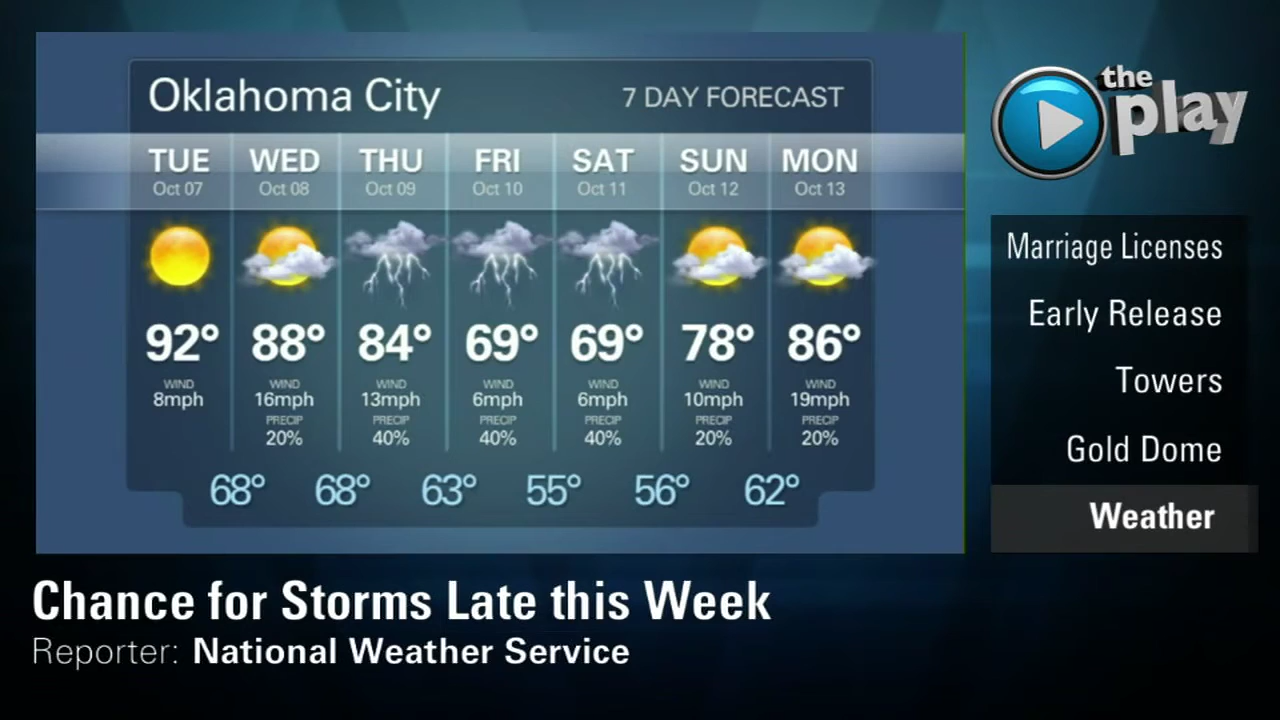 Oklahoma City 7 DAY FORECAST
TUE WED THU FRI SAT SUN MON
Oct 07 Oct 08 Oct 09 Oct 10 Oct 11 Oct 12 Oct 13
92° 88° 84° 69° 69° 78° 86°
WIND WIND WIND WIND WIND WIND WIND
8mph 16mph 13mph 6mph 6mph 10mph 19mph
PRECIP PRECIP PRECIP PRECIP PRECIP PRECIP
20% 40% 40% 40% 20% 20%
68° 68° 63° 55° 56° 62°
the
play
Marriage Licenses
Early Release
Towers
Gold Dome
Weather
Chance for Storms Late this Week
Reporter: National Weather Service